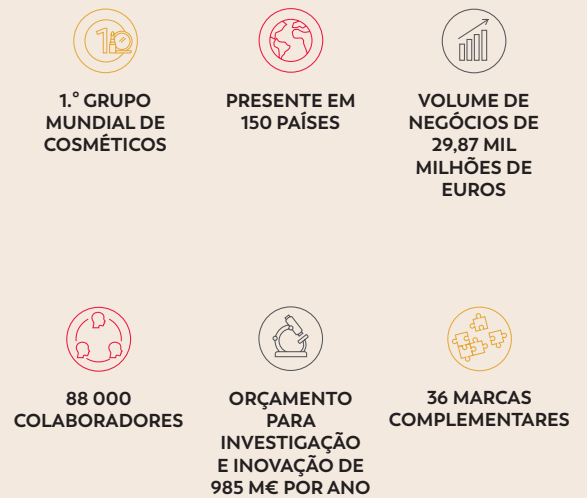 1.º GRUPO
MUNDIAL DE
COSMÉTICOS
PRESENTE EM
150 PAÍSES
VOLUME DE
NEGÓCIOS DE
29,87 MIL
MILHÕES DE
EUROS
88 000
COLABORADORES
ORÇAMENTO
PARA
INVESTIGAÇÃO
E INOVAÇÃO DE
985 M€ POR ANO
36 MARCAS
COMPLEMENTARES